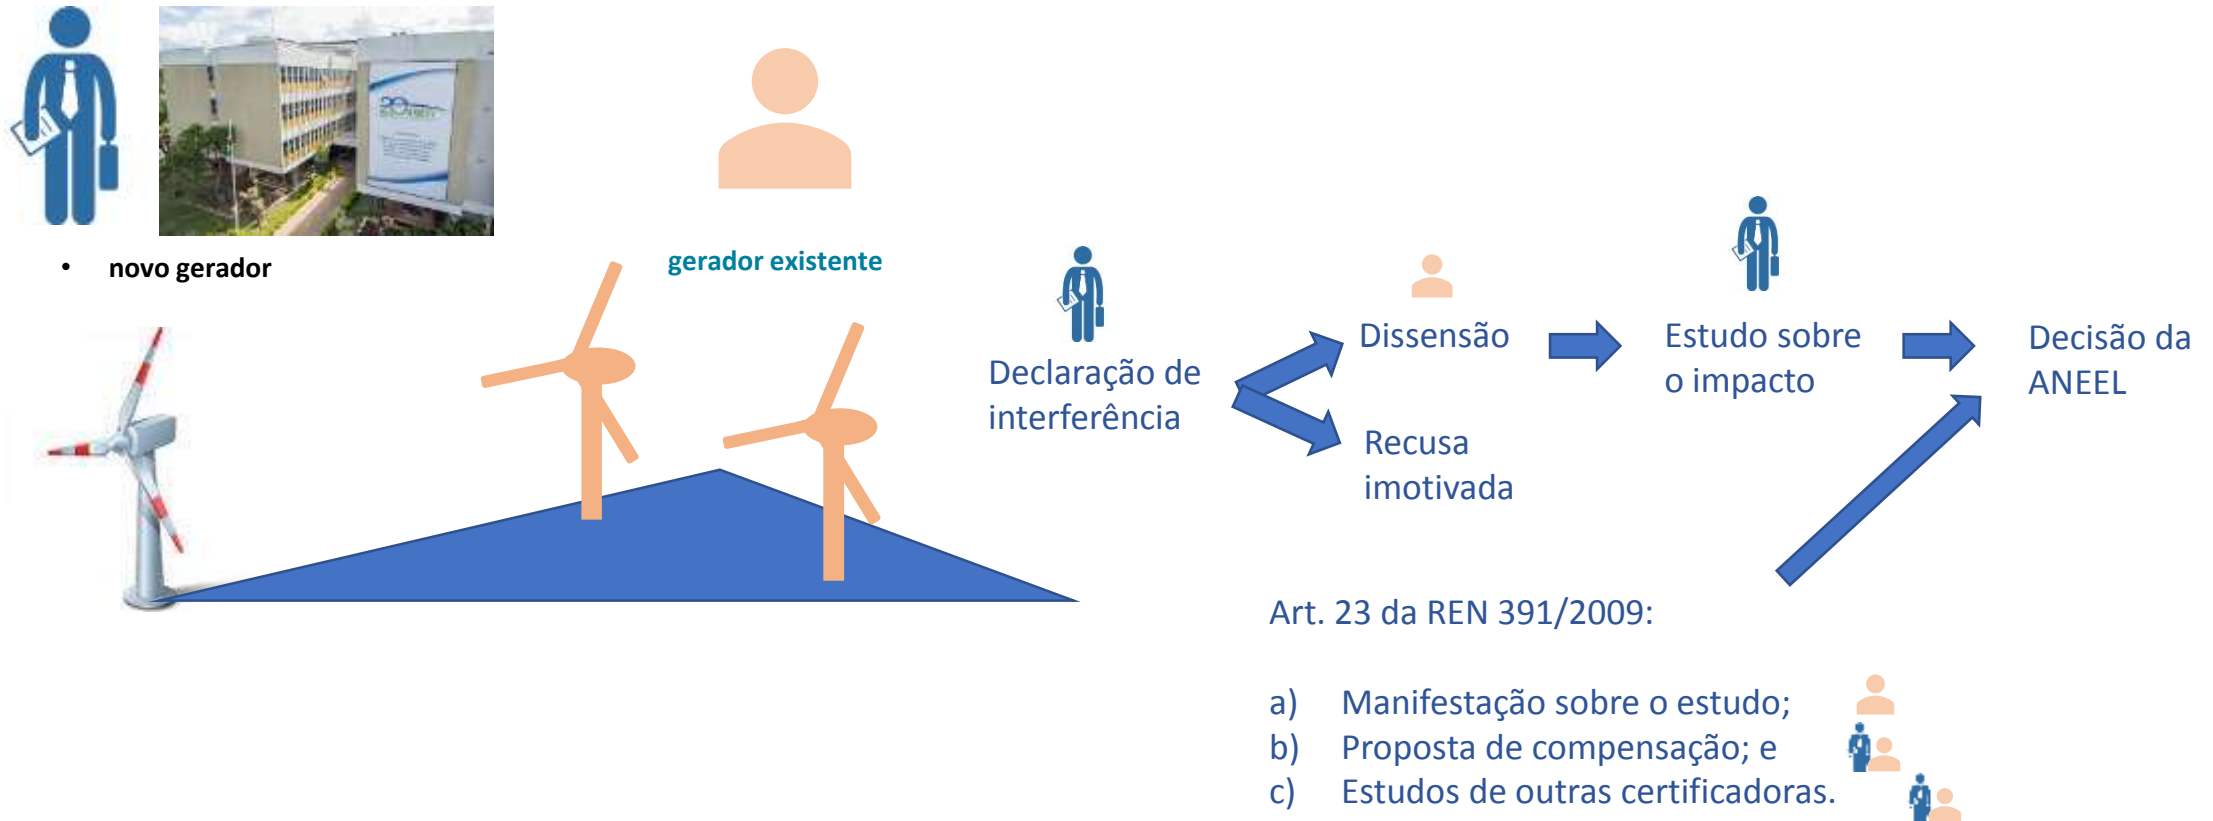 • novo gerador
gerador existente
Declaração de
interferência
Dissensão
Recusa
imotivada
Estudo sobre
o impacto
Decisão da
ANEEL
Art. 23 da REN 391/2009:
a) Manifestação sobre o estudo;
b) Proposta de compensação; e
c) Estudos de outras certificadoras.